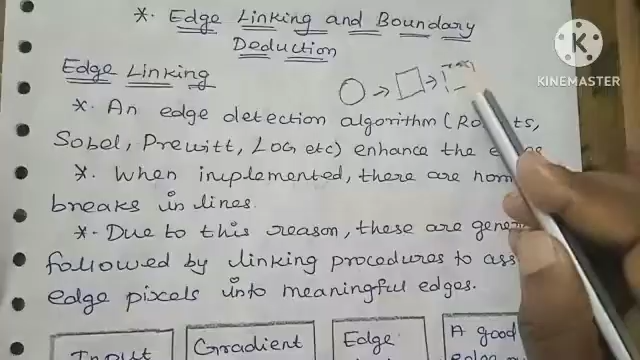 *. Edge Linking and Boundary
Deduction
KINEMASTER
Edge Linking
*. An edge detection algorithm (Ro ts,
Sobel, Prewitt, LoG etc) enhance the
*. When implemented, there are
breaks in lines.
*. Due to this reason, these are
followed by linking procedures to
edge pixels into meaningful edges.
Input Gradient Edge A good